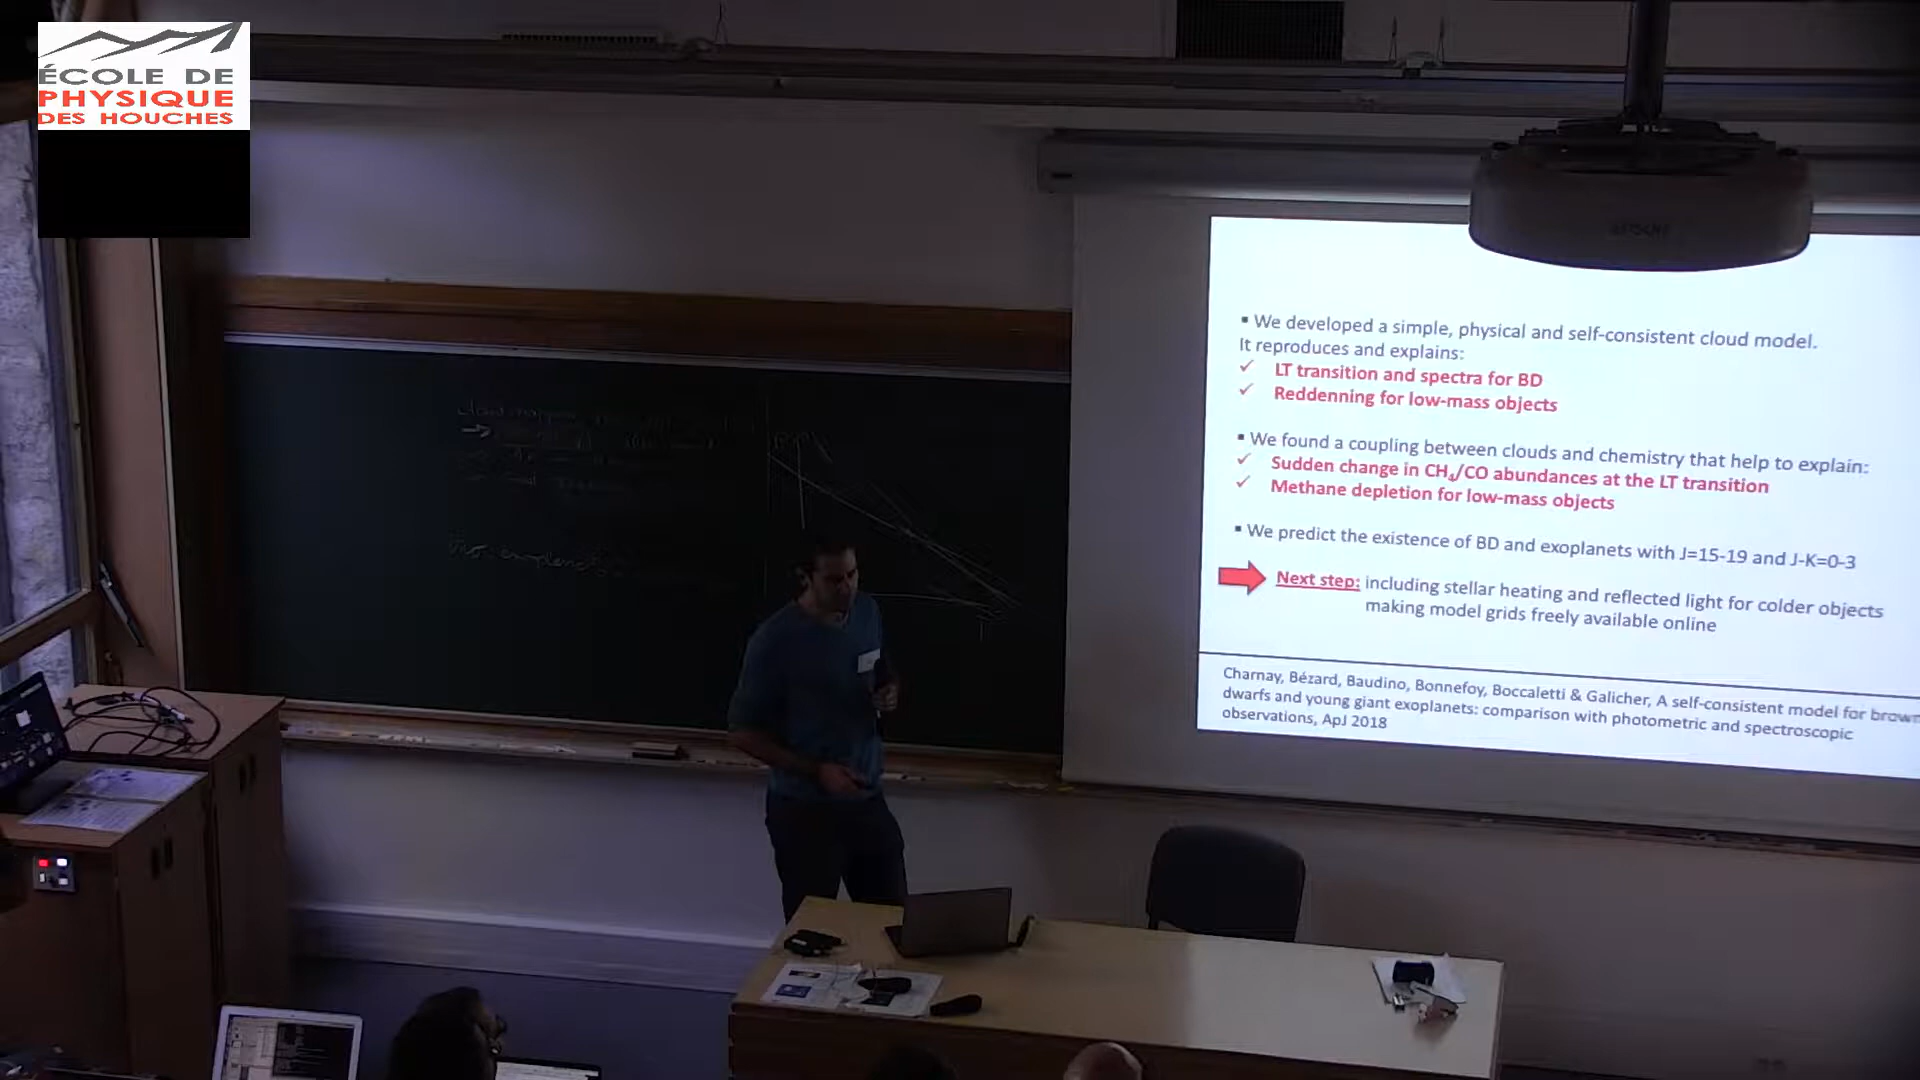 ÉCOLE DE
PHYSIQUE
DES HOUCHES
▪ We developed a simple, physical and self-consistent cloud model.
It reproduces and explains:
✓ LT transition and spectra for BD
✓ Reddenning for low-mass objects
▪ We found a coupling between clouds and chemistry that help to explain:
✓ Sudden change in CH₄/CO abundances at the LT transition
✓ Methane depletion for low-mass objects
▪ We predict the existence of BD and exoplanets with J=15-19 and J-K=0-3
Next step: including stellar heating and reflected light for colder objects
making model grids freely available online
Charnay, Bézard, Baudino, Bonnefoy, Boccaletti & Galicher, A self-consistent model for brown
dwarfs and young giant exoplanets: comparison with photometric and spectroscopic
observations, ApJ 2018